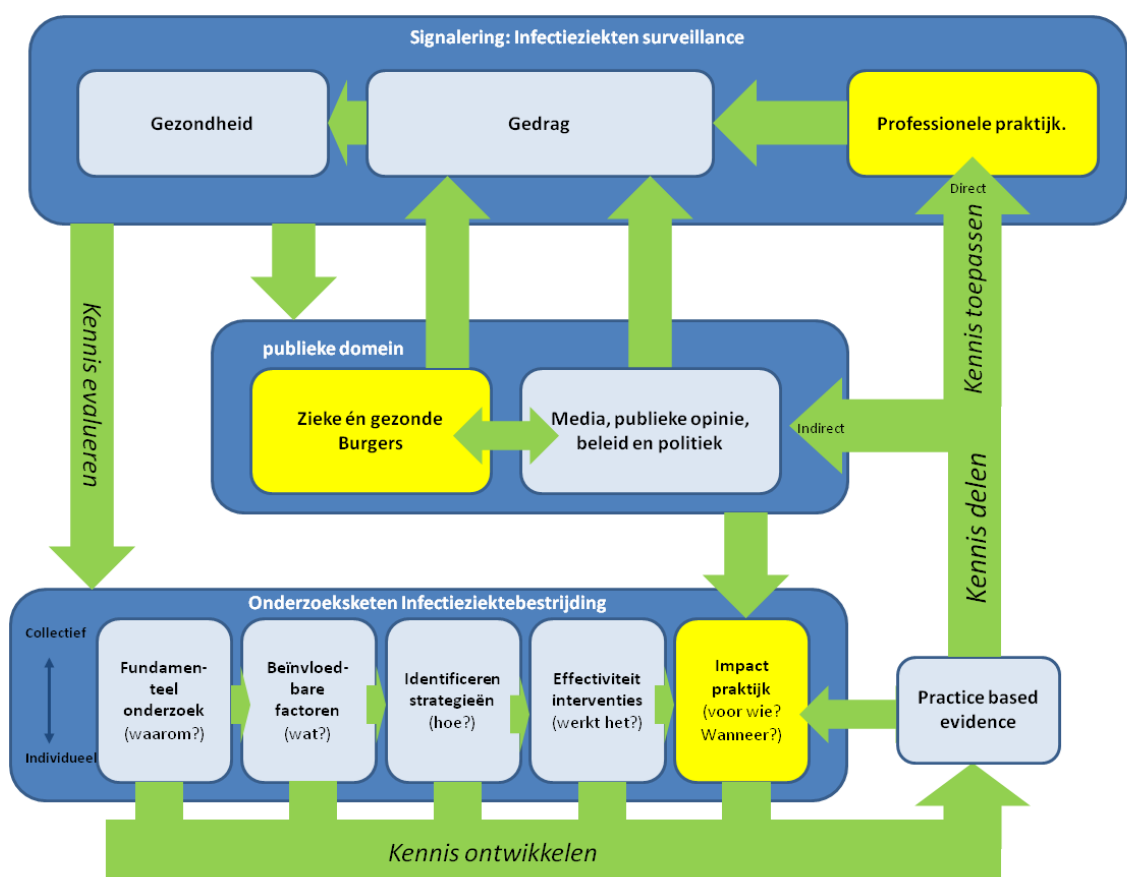 Signalering: Infectieziekten surveillance
Gezondheid
Gedrag
Professionele praktijk.
Direct
Kennis toepassen
Kennis evalueren
publieke domein
Zieke én gezonde
Burgers
Media, publieke opinie,
beleid en politiek
Indirect
Kennis delen
Onderzoeksketen Infectieziektebestrijding
Collectief
Individueel
Fundamen-
teel
onderzoek
(waarom?)
Beïnvloed-
bare
factoren
(wat?)
Identificeren
strategieën
(hoe?)
Effectiviteit
interventies
(werkt het?)
Impact
praktijk
(voor wie?
Wanneer?)
Practice based
evidence
Kennis ontwikkelen